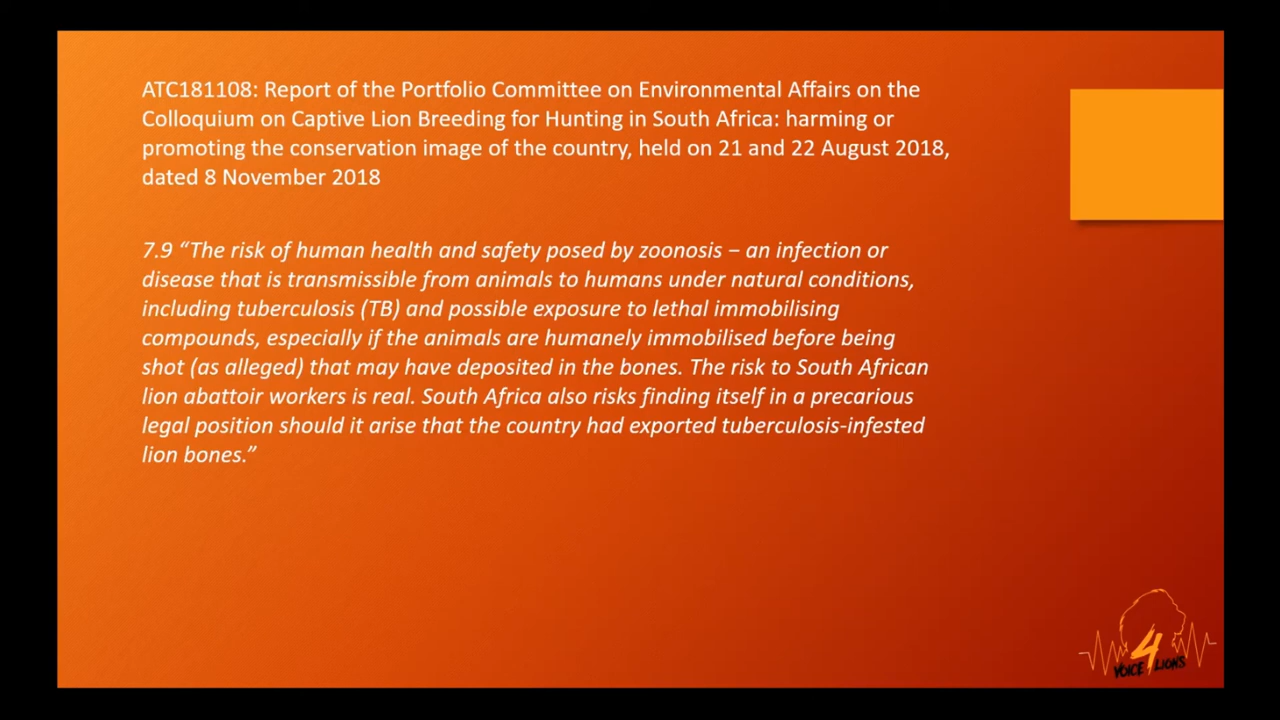 ATC181108: Report of the Portfolio Committee on Environmental Affairs on the
Colloquium on Captive Lion Breeding for Hunting in South Africa: harming or
promoting the conservation image of the country, held on 21 and 22 August 2018,
dated 8 November 2018
7.9 “The risk of human health and safety posed by zoonosis – an infection or
disease that is transmissible from animals to humans under natural conditions,
including tuberculosis (TB) and possible exposure to lethal immobilising
compounds, especially if the animals are humanely immobilised before being
shot (as alleged) that may have deposited in the bones. The risk to South African
lion abattoir workers is real. South Africa also risks finding itself in a precarious
legal position should it arise that the country had exported tuberculosis-infested
lion bones.”
VOICE 4 LIONS